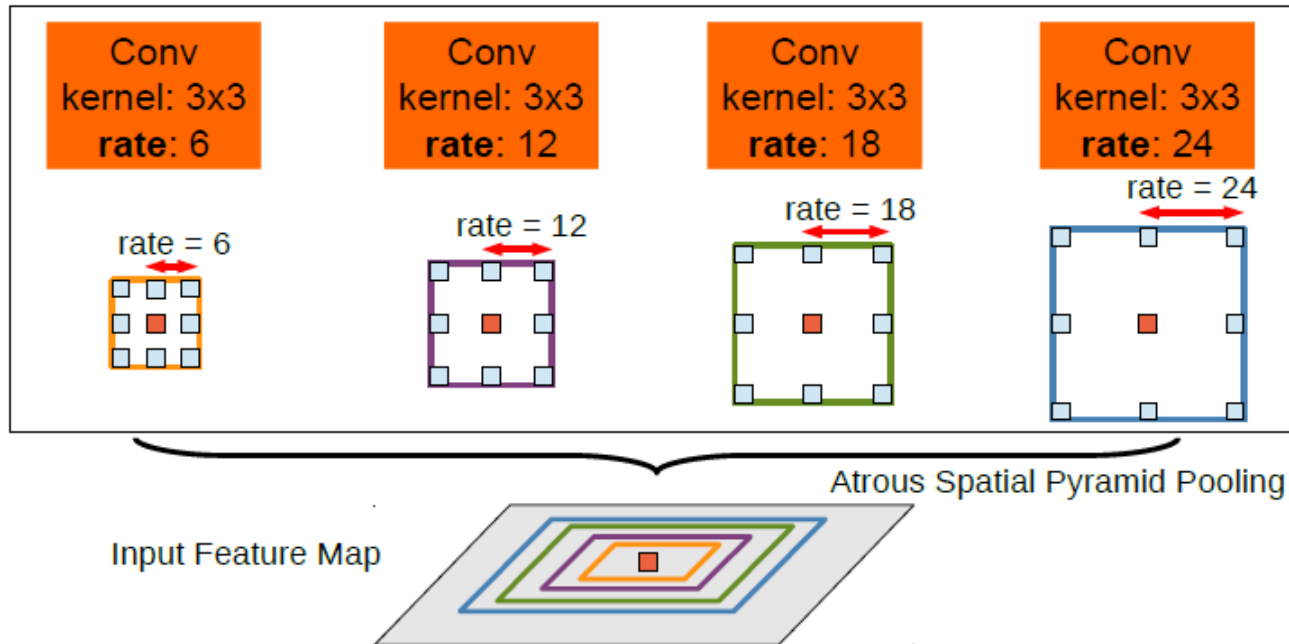 Conv
kernel: 3x3
rate: 6
Conv
kernel: 3x3
rate: 12
Conv
kernel: 3x3
rate: 18
Conv
kernel: 3x3
rate: 24
rate = 6
rate = 12
rate = 18
rate = 24
Atrous Spatial Pyramid Pooling
Input Feature Map